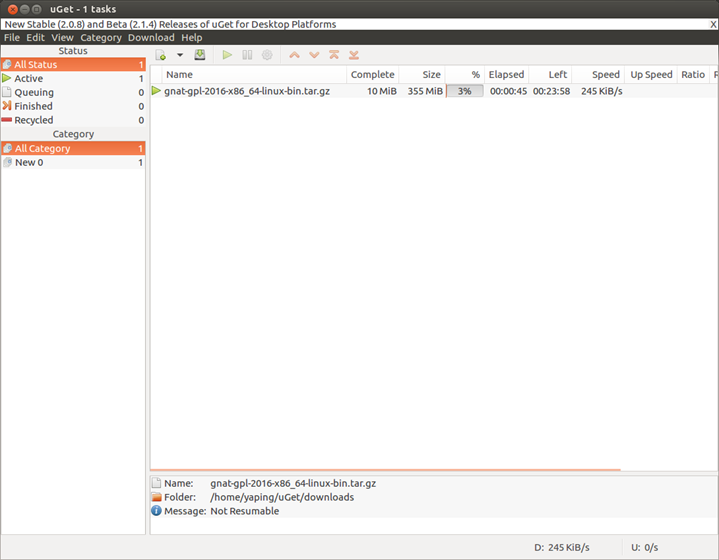 uGet - 1 tasks
New Stable (2.0.8) and Beta (2.1.4) Releases of uGet for Desktop Platforms X
File Edit View Category Download Help
Status
All Status 1
Active 1
Queuing 0
Finished 0
Recycled 0
Category
All Category 1
New 0 1
Name Complete Size % Elapsed Left Speed Up Speed Ratio R
gnat-gpl-2016-x86_64-linux-bin.tar.gz 10 MiB 355 MiB 3% 00:00:45 00:23:58 245 KiB/s
Name: gnat-gpl-2016-x86_64-linux-bin.tar.gz
Folder: /home/yaping/uGet/downloads
Message: Not Resumable
D: 245 KiB/s U: 0/s